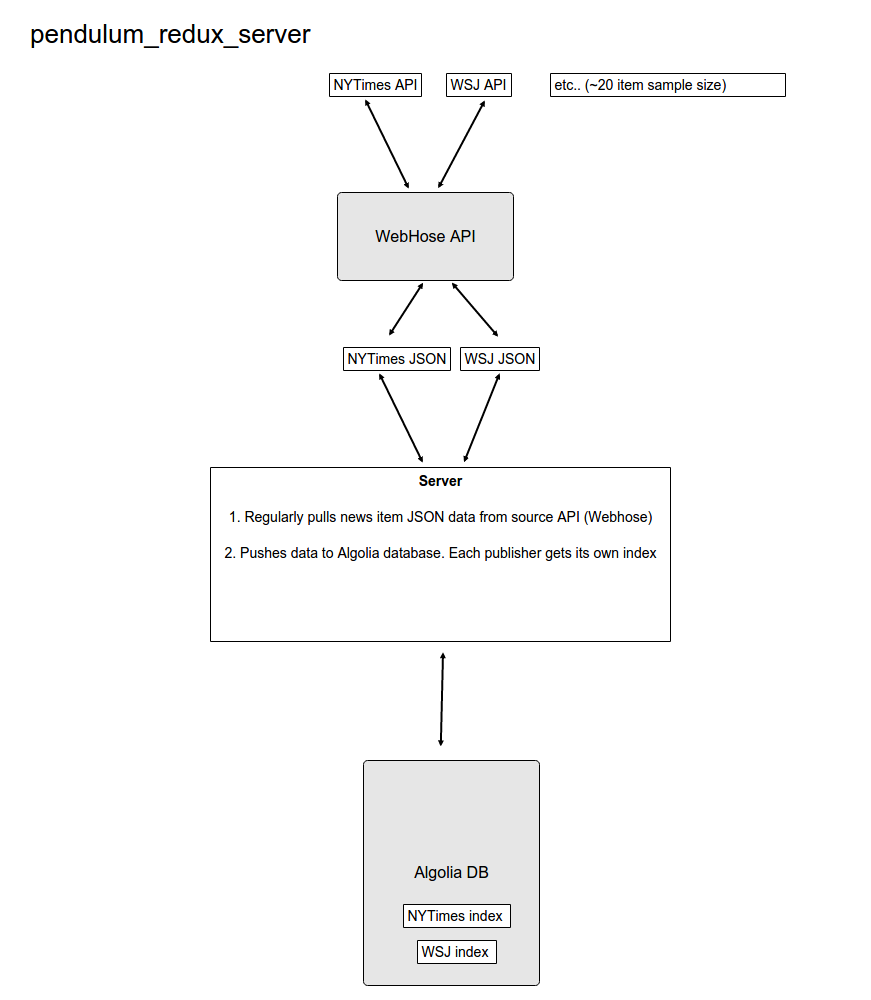 pendulum_redux_server
NYTimes API
WSJ API
etc.. (~20 item sample size)
WebHose API
NYTimes JSON
WSJ JSON
Server
1. Regularly pulls news item JSON data from source API (Webhose)
2. Pushes data to Algolia database. Each publisher gets its own index
Algolia DB
NYTimes index
WSJ index